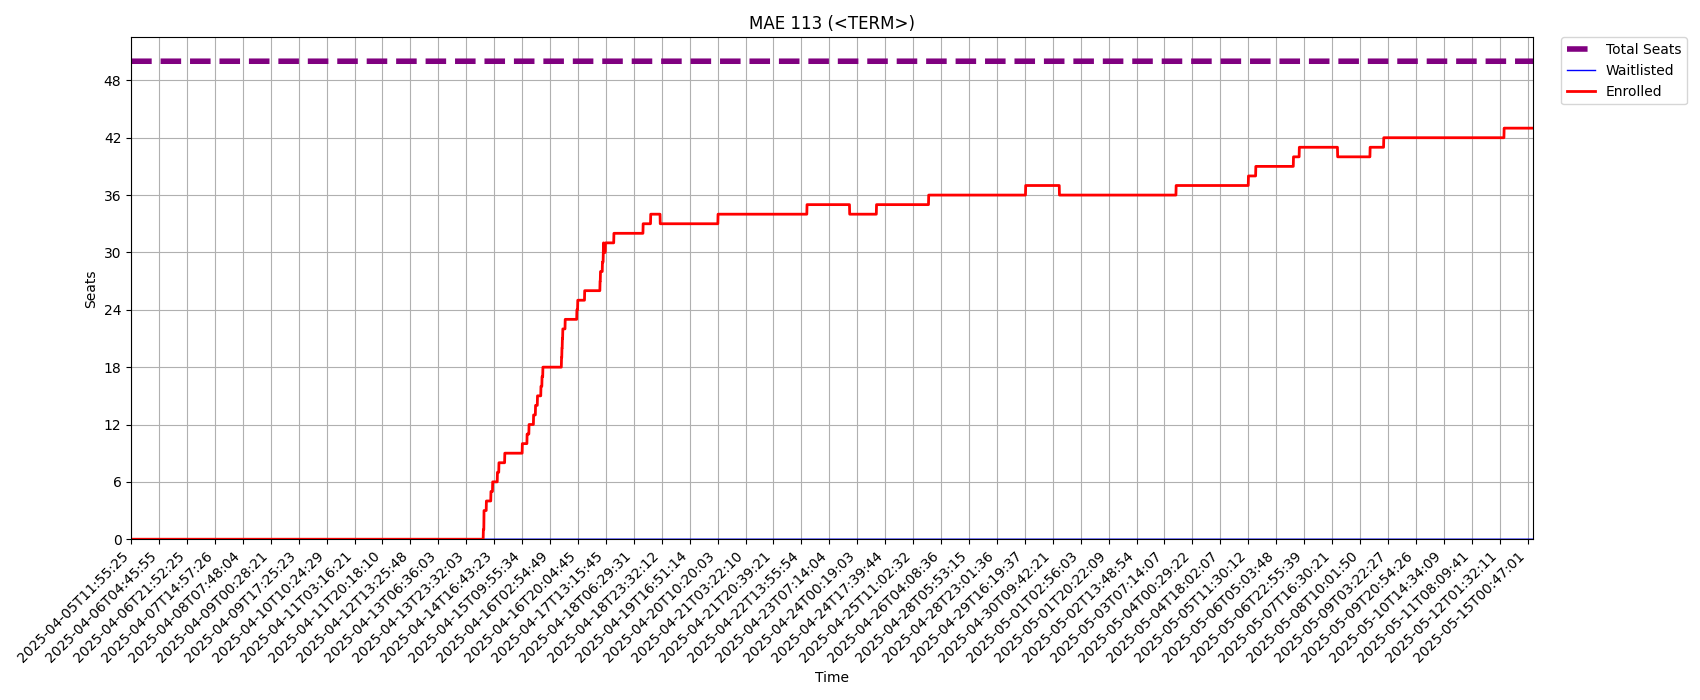 MAE 113 (<TERM>)
Total Seats
Waitlisted
Enrolled
Seats
48
42
36
30
24
18
12
6
0
2025-04-05T11:55:25
2025-04-06T04:45:55
2025-04-06T21:52:25
2025-04-07T14:57:26
2025-04-08T07:48:04
2025-04-09T00:28:21
2025-04-09T17:25:23
2025-04-10T10:24:29
2025-04-11T03:16:21
2025-04-11T20:18:10
2025-04-12T13:25:48
2025-04-13T06:36:03
2025-04-13T23:32:03
2025-04-14T16:43:23
2025-04-15T09:55:34
2025-04-16T02:54:49
2025-04-16T20:04:45
2025-04-17T13:15:45
2025-04-18T06:29:31
2025-04-18T23:32:12
2025-04-19T16:51:14
2025-04-20T10:20:03
2025-04-21T03:22:10
2025-04-21T20:39:21
2025-04-22T13:55:54
2025-04-23T07:14:04
2025-04-24T00:19:03
2025-04-24T17:39:44
2025-04-25T11:02:32
2025-04-26T04:08:36
2025-04-28T05:53:15
2025-04-28T23:01:36
2025-04-29T16:19:37
2025-04-30T09:42:21
2025-05-01T02:56:03
2025-05-01T20:22:09
2025-05-02T13:48:54
2025-05-03T07:14:07
2025-05-04T00:29:22
2025-05-04T18:02:07
2025-05-05T11:30:12
2025-05-06T05:03:48
2025-05-06T22:55:39
2025-05-07T16:30:21
2025-05-08T10:01:50
2025-05-09T03:22:27
2025-05-09T20:54:26
2025-05-10T14:34:09
2025-05-11T08:09:41
2025-05-12T01:32:11
2025-05-15T00:47:01
Time